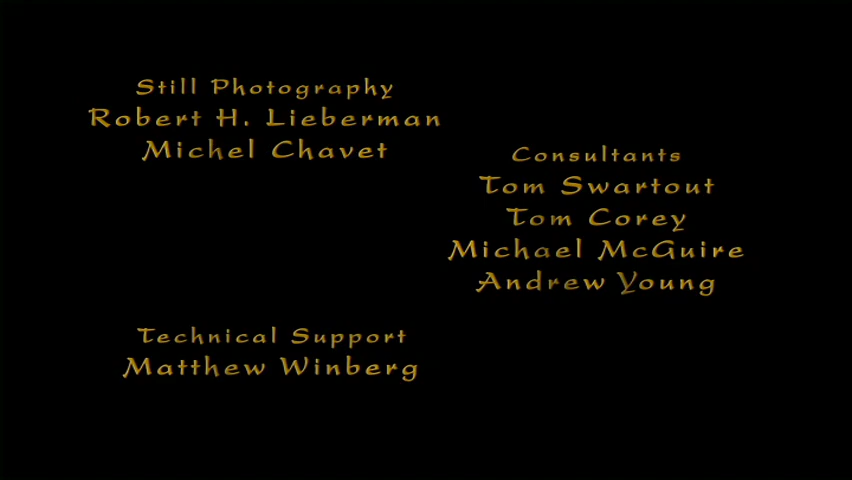 Still Photography
Robert H. Lieberman
Michel Chavet
Consultants
Tom Swartout
Tom Corey
Michael McGuire
Andrew Young
Technical Support
Matthew Winberg